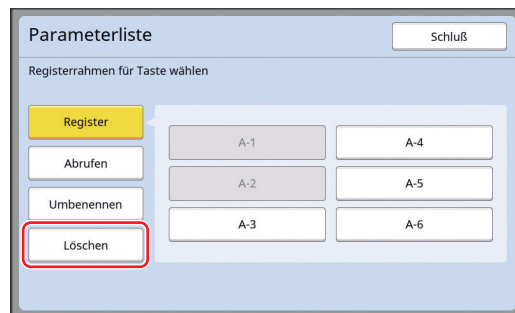 Parameterliste
Schluß
Registerrahmen für Taste wählen
Register
Abrufen
Umbenennen
Löschen
A-1
A-4
A-2
A-5
A-3
A-6